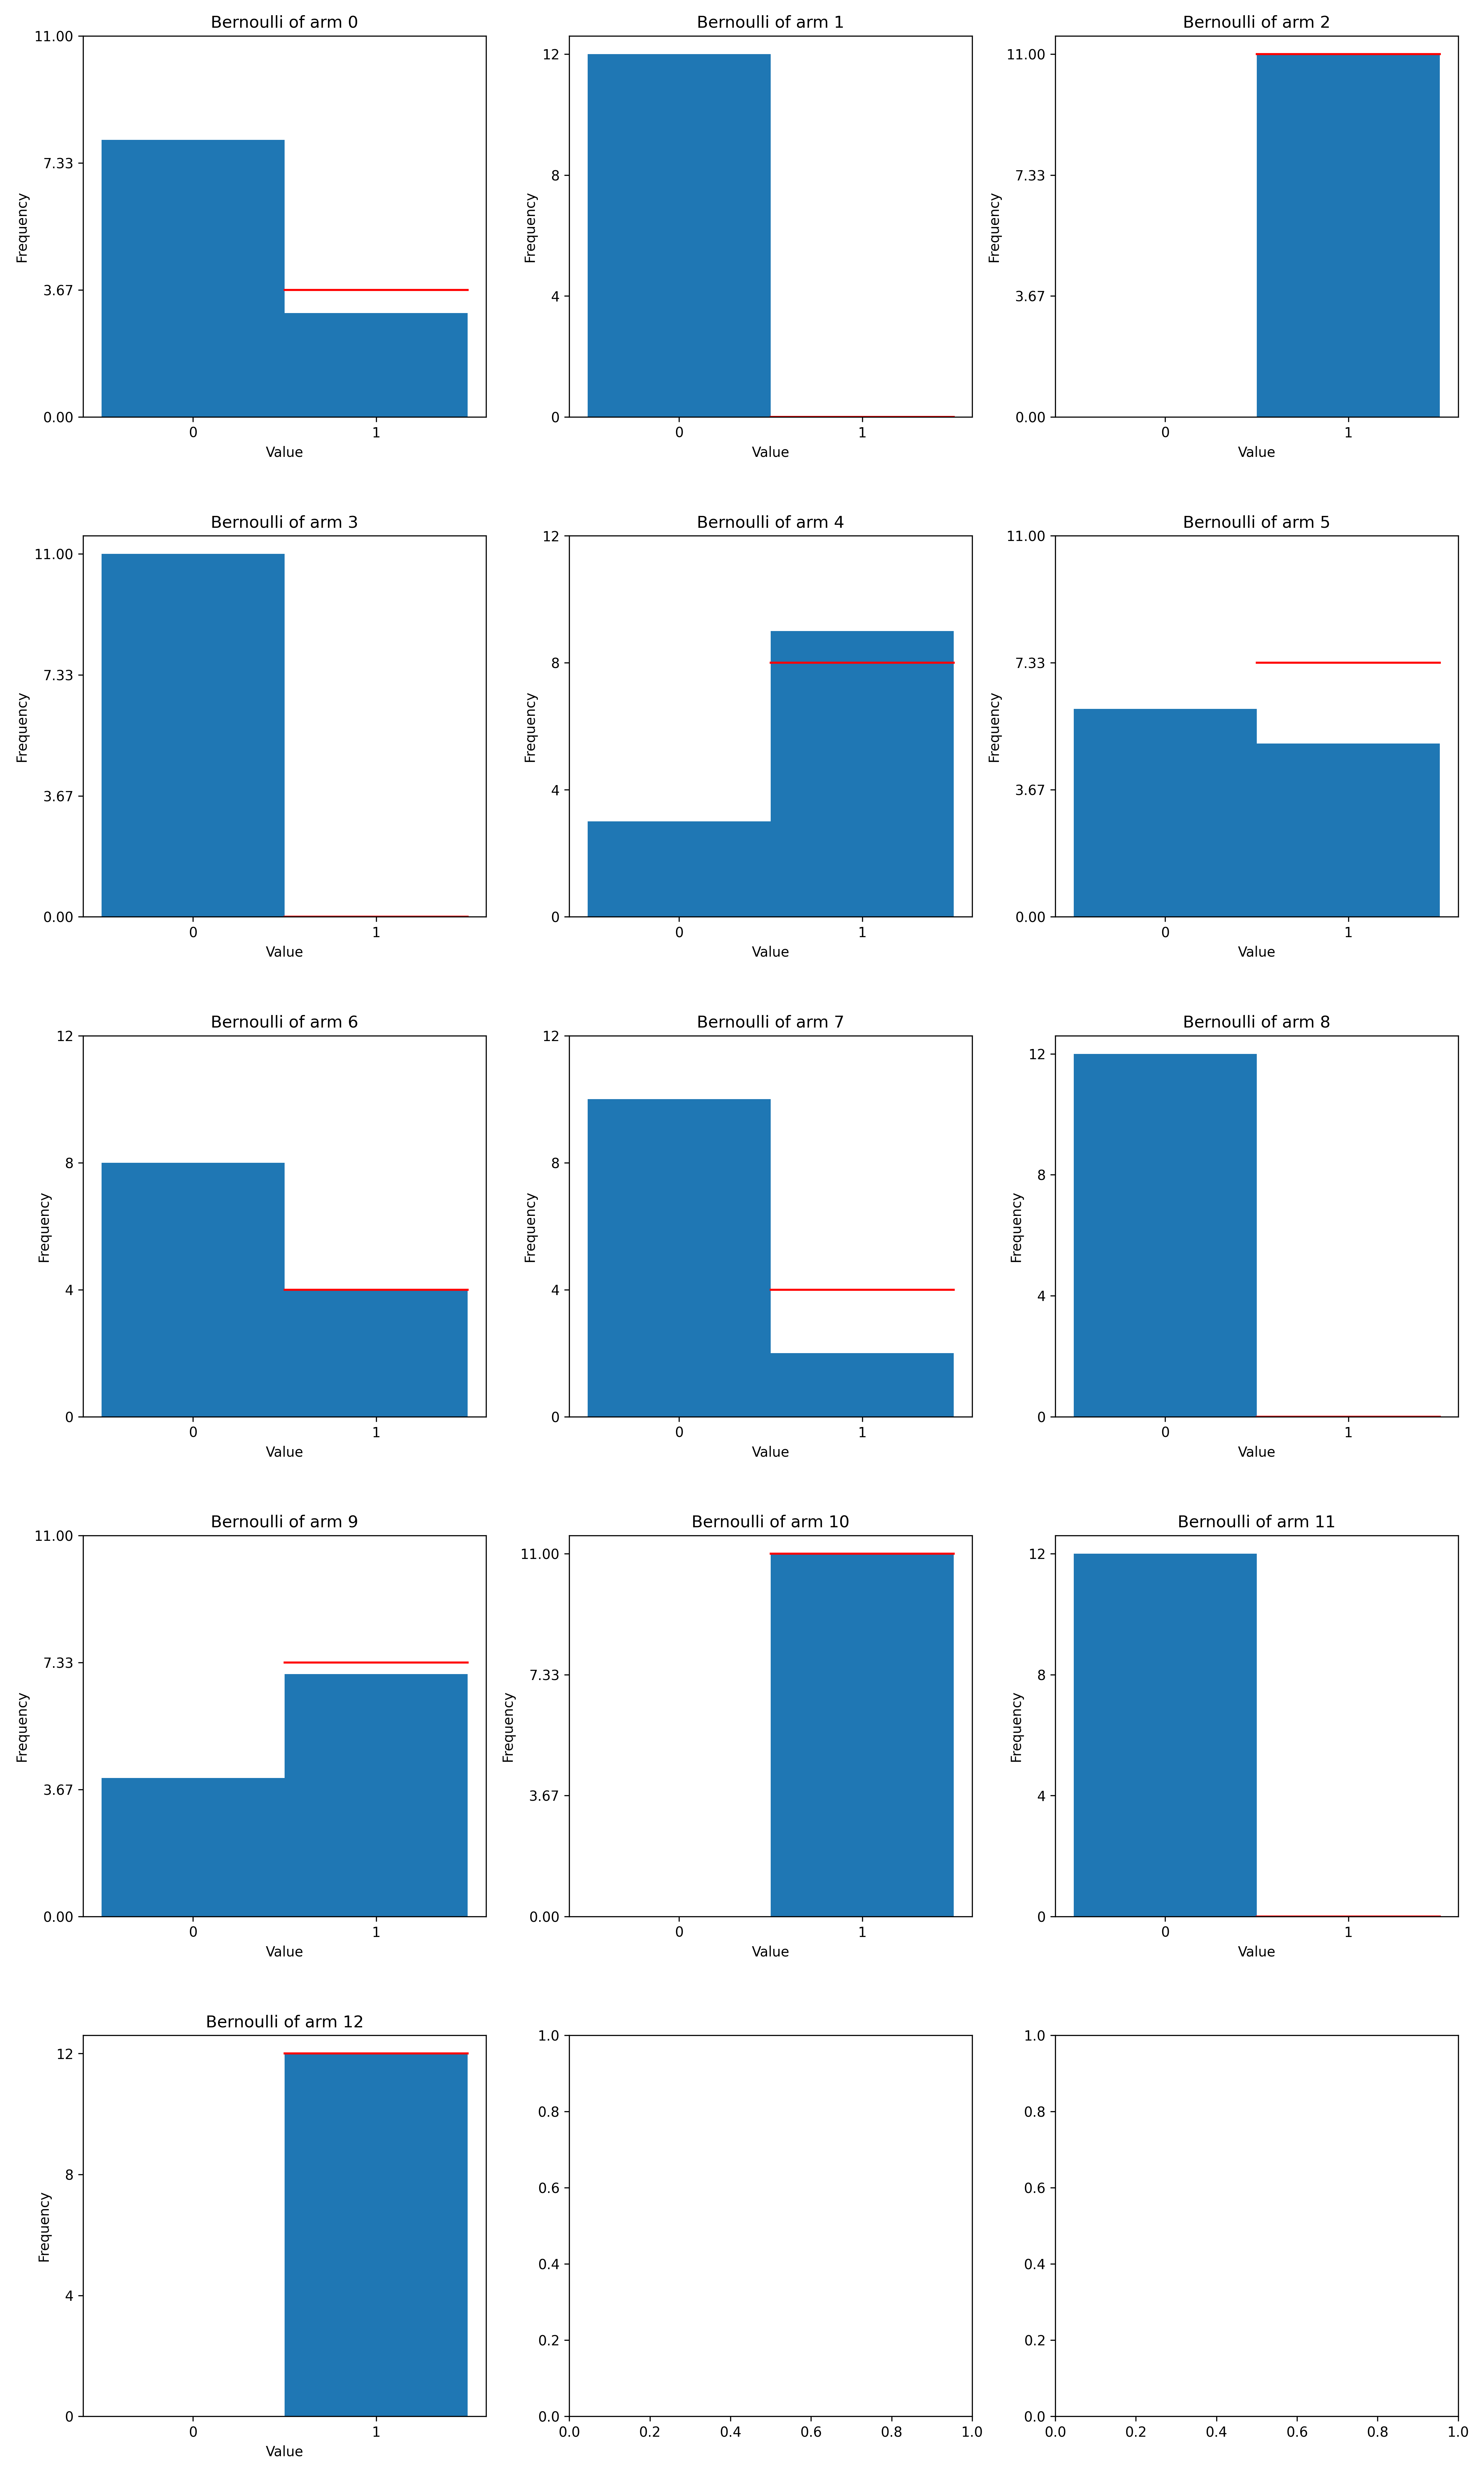 Bernoulli of arm 0
11.00
7.33
3.67
0.00
Frequency
0 1
Value
Bernoulli of arm 1
12
8
4
0
Frequency
0 1
Value
Bernoulli of arm 2
11.00
7.33
3.67
0.00
Frequency
0 1
Value
Bernoulli of arm 3
11.00
7.33
3.67
0.00
Frequency
0 1
Value
Bernoulli of arm 4
12
8
4
0
Frequency
0 1
Value
Bernoulli of arm 5
11.00
7.33
3.67
0.00
Frequency
0 1
Value
Bernoulli of arm 6
12
8
4
0
Frequency
0 1
Value
Bernoulli of arm 7
12
8
4
0
Frequency
0 1
Value
Bernoulli of arm 8
12
8
4
0
Frequency
0 1
Value
Bernoulli of arm 9
11.00
7.33
3.67
0.00
Frequency
0 1
Value
Bernoulli of arm 10
11.00
7.33
3.67
0.00
Frequency
0 1
Value
Bernoulli of arm 11
12
8
4
0
Frequency
0 1
Value
Bernoulli of arm 12
12
8
4
0
Frequency
0 1
Value
1.0
0.8
0.6
0.4
0.2
0.0
0.0 0.2 0.4 0.6 0.8 1.0
1.0
0.8
0.6
0.4
0.2
0.0
0.0 0.2 0.4 0.6 0.8 1.0